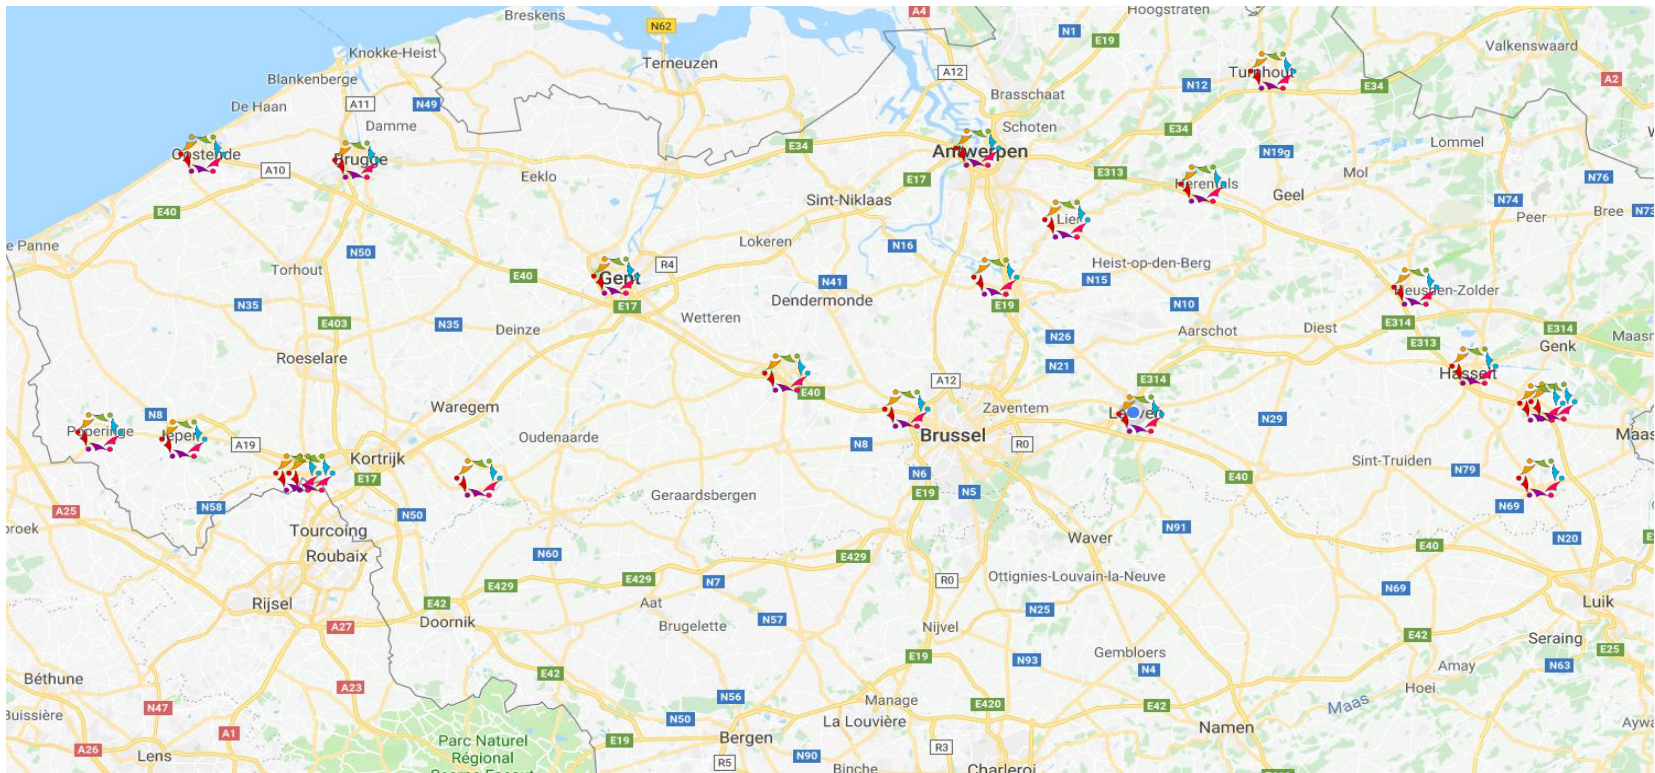 Breskens
N62
A4
Hoogstraten
N1
E19
Knokke-Heist
Valkenswaard
Terneuzen
A12
Turnhout
A2
Blankenberge
N12
E34
De Haan
A11
N49
Brasschaat
Damme
Schoten
E34
Lommel
Oostende
Brugge
E34
Antwerpen
N19g
A10
Eeklo
E313
Mol
N76
E17
Herentals
Geel
Sint-Niklaas
N74
E40
Lier
Peer
Bree
N73
e Panne
N50
Lokeren
N16
Torhout
R4
Heist-op-den-Berg
E40
Gent
N41
N15
Heusden-Zolder
N35
E17
Dendermonde
E19
N10
E403
N35
Deinze
Wetteren
Aarschot
Diest
E314
E314
N26
E313
Genk
Maasm
Roeselare
N21
Hasselt
E40
A12
E314
Waregem
Zaventem
Leuven
N8
N29
Poperinge
Ieper
Oudenaarde
Brussel
Maas
A19
N8
R0
Kortrijk
Sint-Truiden
N79
E17
N6
E40
Geraardsbergen
E19
N5
N58
N69
A25
N50
broek
Tourcoing
N91
Waver
N20
Roubaix
N60
E429
E40
Ottignies-Louvain-la-Neuve
E429
E429
N7
R0
N69
Rijsel
E42
Aat
N25
Luik
A27
Doornik
Brugelette
N57
Nijvel
E42
Seraing
E25
Gembloers
E19
N93
N4
Amay
N63
Béthune
E42
A23
Hoei
N56
Manage
E420
E42
Maas
N47
Buissière
N50
La Louvière
Namen
Ayw
A1
Parc Naturel
Régional
E19
Bergen
R3
A26
Lens
N90
R5
Binche
Charleroi